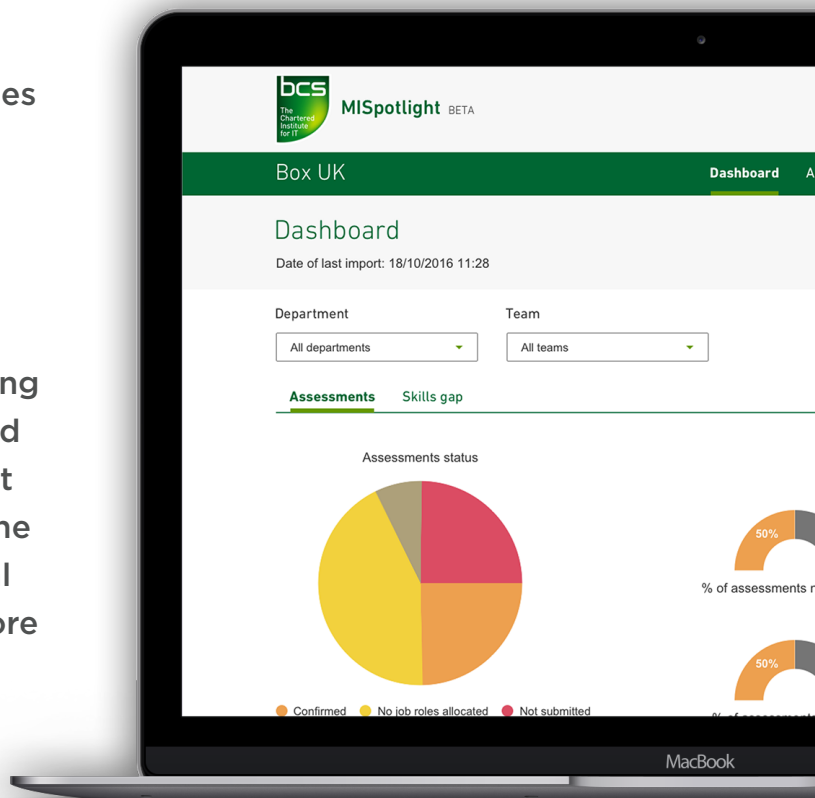 es
ng
d
t
ne
l
ore
bcs
The
Chartered
Institute
for IT
MISpotlight BETA
Box UK
Dashboard A
Dashboard
Date of last import: 18/10/2016 11:28
Department Team
All departments All teams
Assessments Skills gap
Assessments status
50%
% of assessments
50%
Confirmed No job roles allocated Not submitted
% of assessments
MacBook